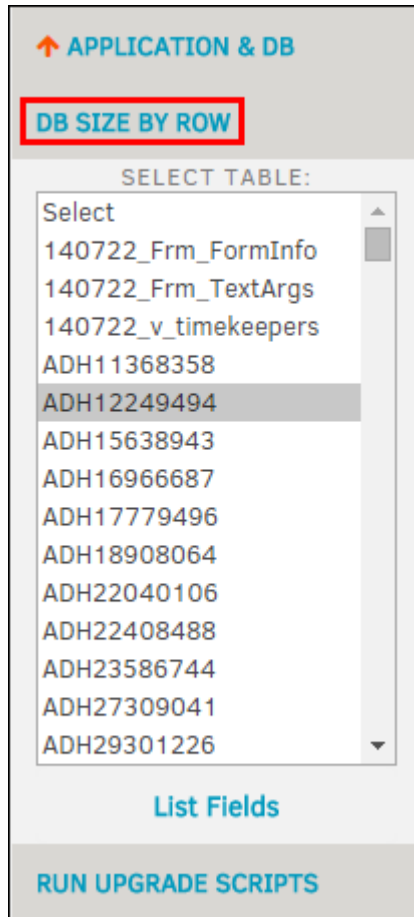 APPLICATION & DB
DB SIZE BY ROW
SELECT TABLE:
Select
140722_Frm_FormInfo
140722_Frm_TextArgs
140722_v_timekeepers
ADH11368358
ADH12249494
ADH15638943
ADH16966687
ADH17779496
ADH18908064
ADH22040106
ADH22408488
ADH23586744
ADH27309041
ADH29301226
List Fields
RUN UPGRADE SCRIPTS